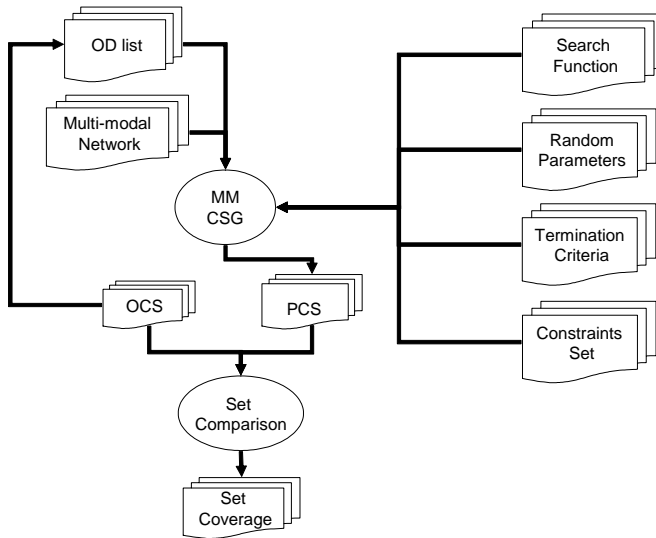 OD list
Multi-modal
Network
MM
CSG
OCS
PCS
Set
Comparison
Set
Coverage
Search
Function
Random
Parameters
Termination
Criteria
Constraints
Set